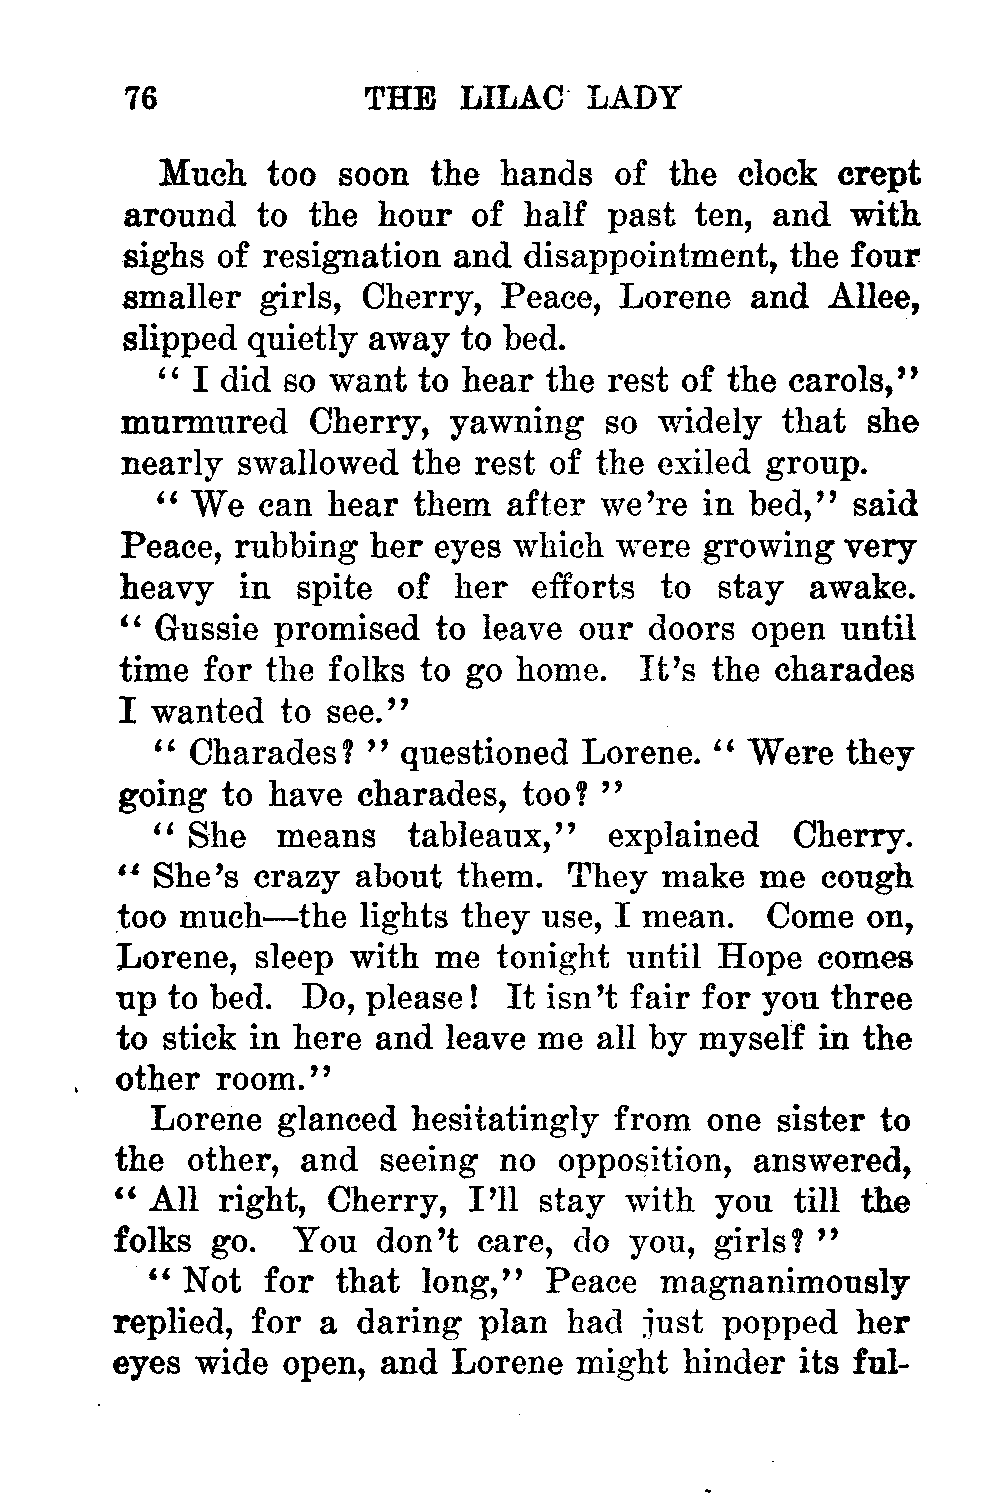 76 THE LILAC LADY
Much too soon the hands of the clock crept
around to the hour of half past ten, and with
sighs of resignation and disappointment, the four
smaller girls, Cherry, Peace, Lorene and Allee,
slipped quietly away to bed.
“ I did so want to hear the rest of the carols,”
murmured Cherry, yawning so widely that she
nearly swallowed the rest of the exiled group.
“ We can hear them after we’re in bed,” said
Peace, rubbing her eyes which were growing very
heavy in spite of her efforts to stay awake.
“ Gussie promised to leave our doors open until
time for the folks to go home. It’s the charades
I wanted to see.”
“ Charades? ” questioned Lorene. “ Were they
going to have charades, too? ”
“ She means tableaux,” explained Cherry.
“ She’s crazy about them. They make me cough
too much—the lights they use, I mean. Come on,
Lorene, sleep with me tonight until Hope comes
up to bed. Do, please! It isn’t fair for you three
to stick in here and leave me all by myself in the
other room.”
Lorene glanced hesitatingly from one sister to
the other, and seeing no opposition, answered,
“ All right, Cherry, I’ll stay with you till the
folks go. You don’t care, do you, girls? ”
“ Not for that long,” Peace magnanimously
replied, for a daring plan had just popped her
eyes wide open, and Lorene might hinder its ful-